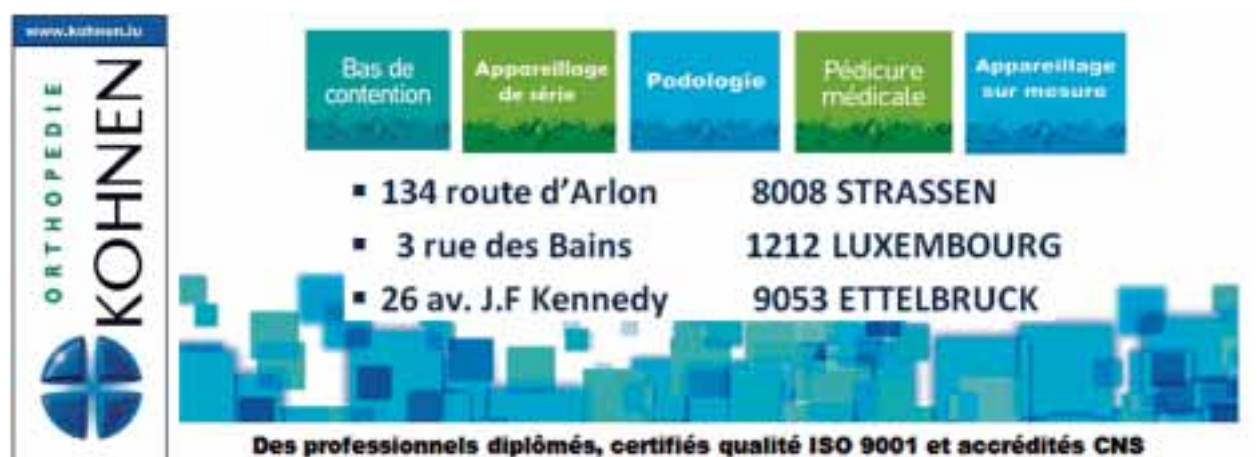 www.kohnen.lu
ORTHOPEDIE
KOHNEN
Bas de
contention
Appareillage
de série
Podologie
Pédicure
médicale
Appareillage
sur mesure
▪ 134 route d'Arlon 8008 STRASSEN
▪ 3 rue des Bains 1212 LUXEMBOURG
▪ 26 av. J.F Kennedy 9053 ETTELBRUCK
Des professionnels diplômés, certifiés qualité ISO 9001 et accrédités CNS